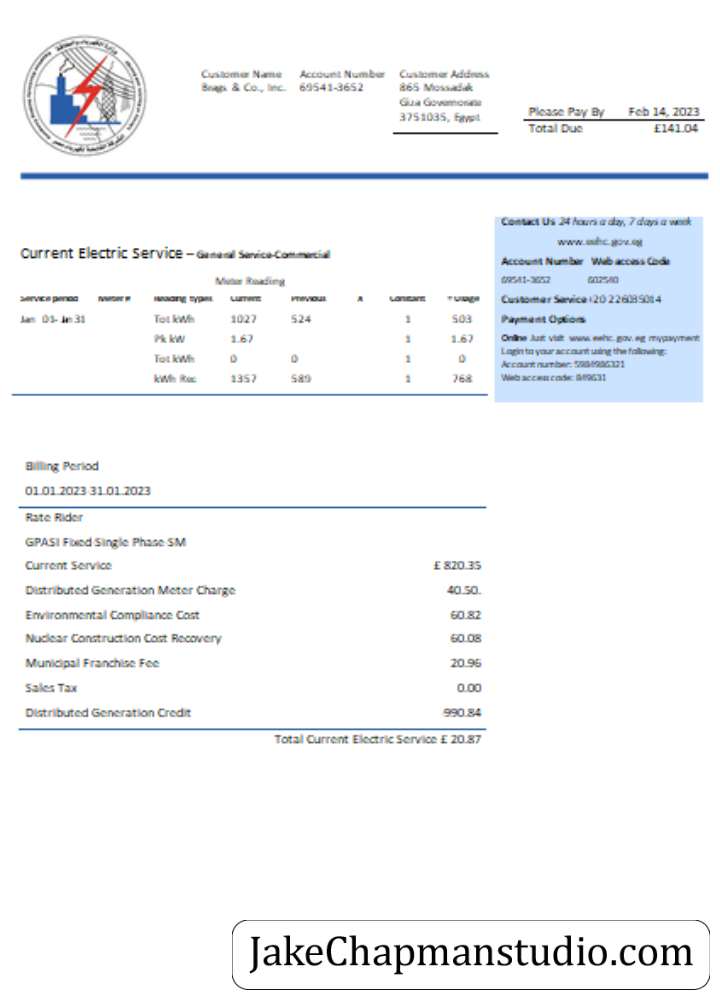 Customer Name Account Number Customer Address
Brags & Co., Inc. 69541-3652 865 Mossadak
Giza Governorate
3751035, Egypt
Please Pay By Feb 14, 2023
Total Due £141.04
Contact Us 24 hours a day, 7 days a week
www.eehc.gov.eg
Account Number Web access Code
69541-3652 602540
Customer Service +20 226035014
Payment Options
Online Just visit www.eehc.gov.eg mypayment
Login to your account using the following:
Account number: 5984986321
Web access code: 849631
Current Electric Service – General Service-Commercial
Meter Reading
Service period Meter # Reading types Current Previous X Constant = Usage
Jan 01- Jn 31 Tot kWh 1027 524 1 503
Pk kW 1.67 1 1.67
Tot kWh 0 0 1 0
kWh Rec 1357 589 1 768
Billing Period
01.01.2023-31.01.2023
Rate Rider
GPASI Fixed Single Phase SM
Current Service £ 820.35
Distributed Generation Meter Charge 40.50.
Environmental Compliance Cost 60.82
Nuclear Construction Cost Recovery 60.08
Municipal Franchise Fee 20.96
Sales Tax 0.00
Distributed Generation Credit -990.84
Total Current Electric Service £ 20.87
JakeChapmanstudio.com